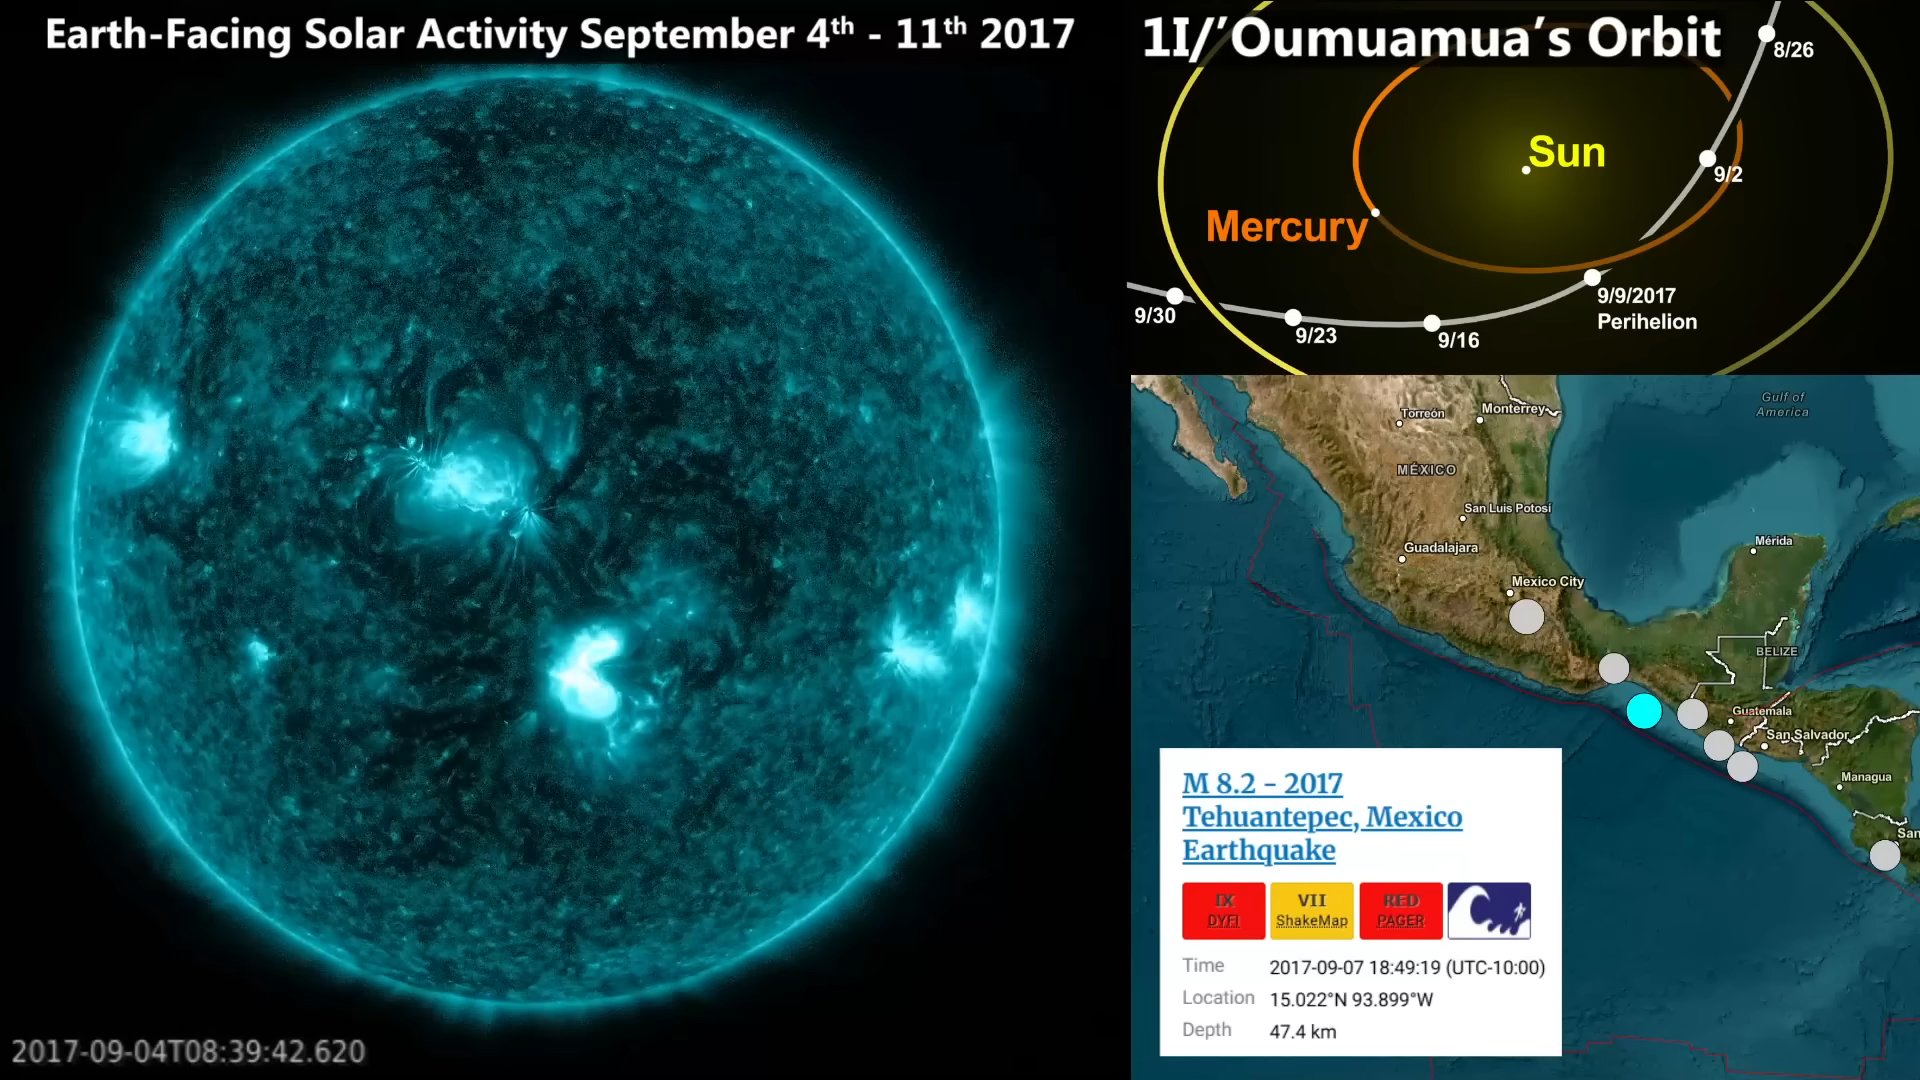 Earth-Facing Solar Activity September 4th - 11th 2017
2017-09-04T08:39:42.620
1I/ʻOumuamua's Orbit
8/26
Sun
9/2
Mercury
9/9/2017
Perihelion
9/30
9/23
9/16
Gulf of
America
Torreón
Monterrey
MÉXICO
San Luis Potosí
Guadalajara
Mérida
Mexico City
BELIZE
Guatemala
San Salvador
Managua
San
M 8.2 - 2017
Tehuantepec, Mexico
Earthquake
IX
DYFI
VII
ShakeMap
RED
PAGER
Time 2017-09-07 18:49:19 (UTC-10:00)
Location 15.022°N 93.899°W
Depth 47.4 km